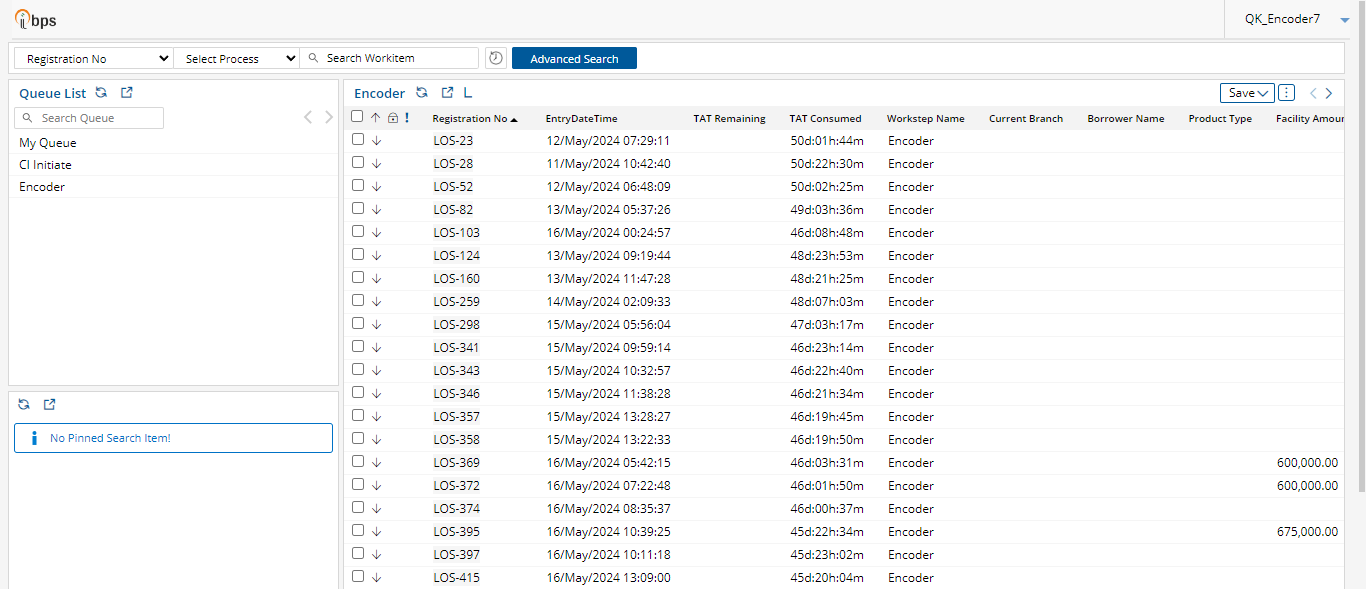 ibps
QK_Encoder7
Registration No Select Process Search Workitem Advanced Search
Queue List
Search Queue
My Queue
CI Initiate
Encoder
No Pinned Search Item!
Encoder L Save
! Registration No EntryDateTime TAT Remaining TAT Consumed Workstep Name Current Branch Borrower Name Product Type Facility Amour
LOS-23 12/May/2024 07:29:11 50d:01h:44m Encoder
LOS-28 11/May/2024 10:42:40 50d:22h:30m Encoder
LOS-52 12/May/2024 06:48:09 50d:02h:25m Encoder
LOS-82 13/May/2024 05:37:26 49d:03h:36m Encoder
LOS-103 16/May/2024 00:24:57 46d:08h:48m Encoder
LOS-124 13/May/2024 09:19:44 48d:23h:53m Encoder
LOS-160 13/May/2024 11:47:28 48d:21h:25m Encoder
LOS-259 14/May/2024 02:09:33 48d:07h:03m Encoder
LOS-298 15/May/2024 05:56:04 47d:03h:17m Encoder
LOS-341 15/May/2024 09:59:14 46d:23h:14m Encoder
LOS-343 15/May/2024 10:32:57 46d:22h:40m Encoder
LOS-346 15/May/2024 11:38:28 46d:21h:34m Encoder
LOS-357 15/May/2024 13:28:27 46d:19h:45m Encoder
LOS-358 15/May/2024 13:22:33 46d:19h:50m Encoder
LOS-369 16/May/2024 05:42:15 46d:03h:31m Encoder 600,000.00
LOS-372 16/May/2024 07:22:48 46d:01h:50m Encoder 600,000.00
LOS-374 16/May/2024 08:35:37 46d:00h:37m Encoder
LOS-395 16/May/2024 10:39:25 45d:22h:34m Encoder 675,000.00
LOS-397 16/May/2024 10:11:18 45d:23h:02m Encoder
LOS-415 16/May/2024 13:09:00 45d:20h:04m Encoder